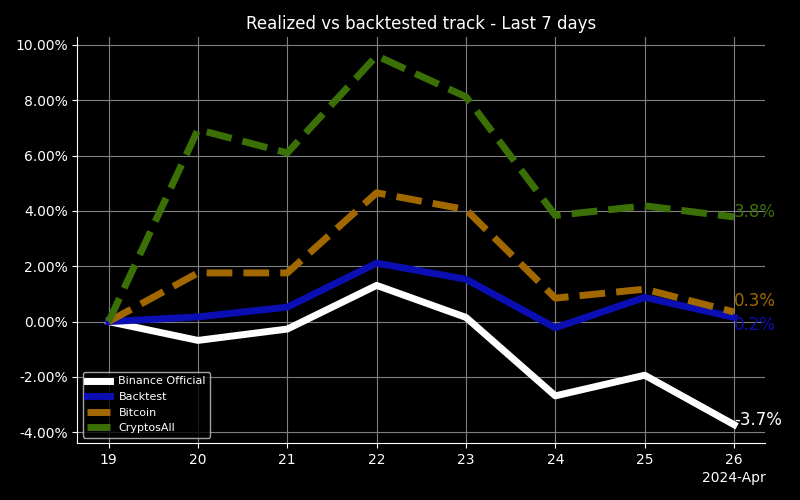 Realized vs backtested track - Last 7 days
10.00%
8.00%
6.00%
4.00%
2.00%
0.00%
-2.00%
-4.00%
3.8%
0.3%
0.2%
-3.7%
Binance Official
Backtest
Bitcoin
CryptosAll
19 20 21 22 23 24 25 26
2024-Apr